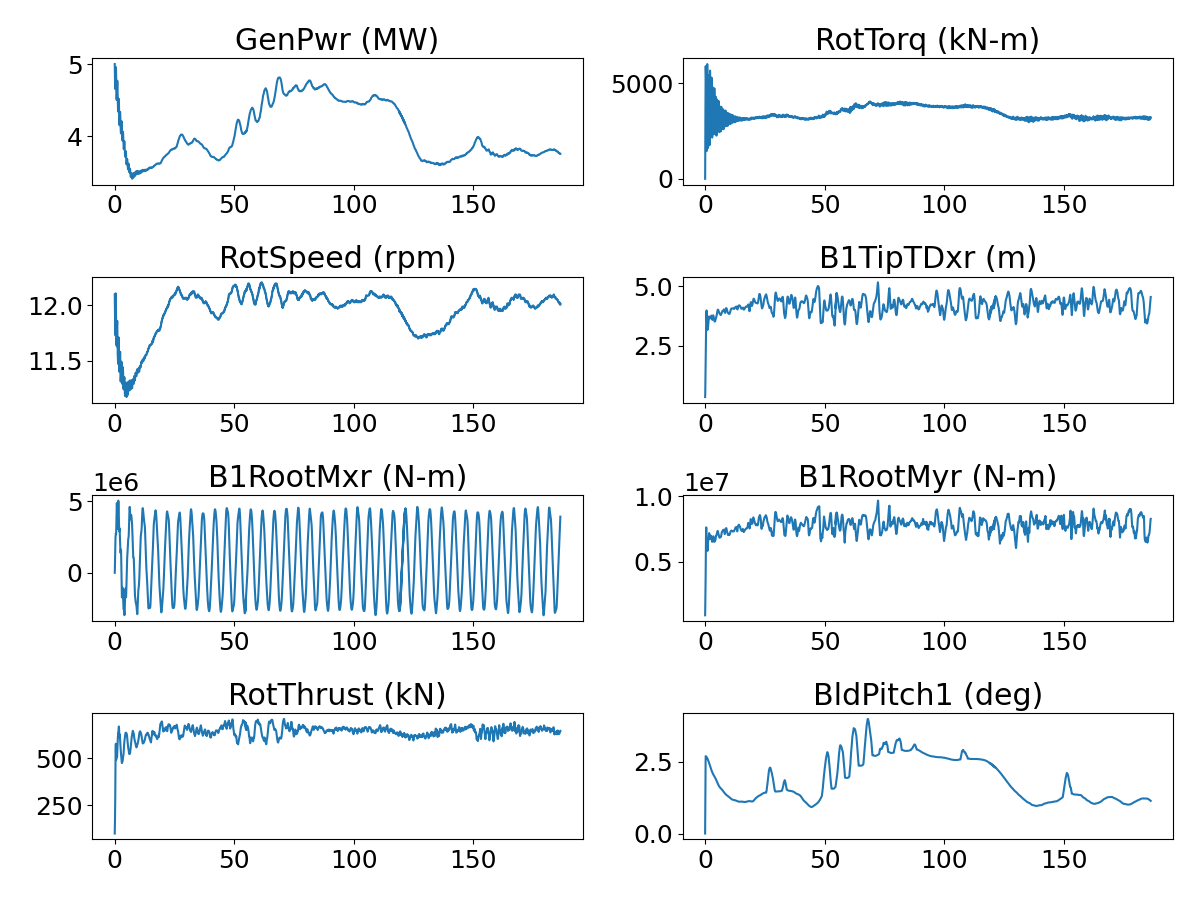 GenPwr (MW)
5
4
0 50 100 150
RotTorq (kN-m)
5000
0
0 50 100 150
RotSpeed (rpm)
12.0
11.5
0 50 100 150
B1TipTDxr (m)
5.0
2.5
0 50 100 150
B1RootMxr (N-m)
1e6
5
0
0 50 100 150
B1RootMyr (N-m)
1e7
1.0
0.5
0 50 100 150
RotThrust (kN)
500
250
0 50 100 150
BldPitch1 (deg)
2.5
0.0
0 50 100 150